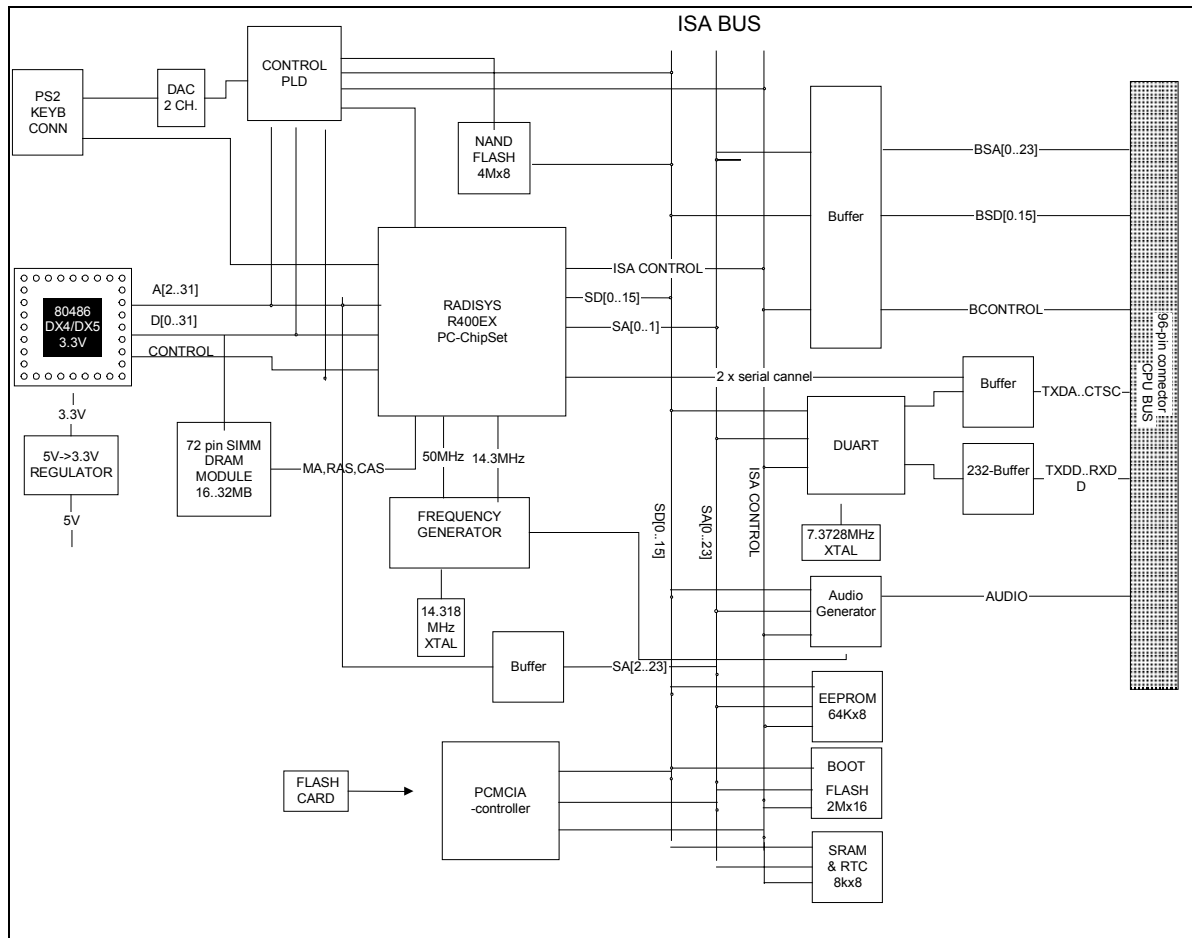 ISA BUS
PS2
KEYB
CONN
DAC
2 CH.
CONTROL
PLD
NAND
FLASH
4Mx8
Buffer
BSA[0..23]
BSD[0.15]
BCONTROL
96-pin connector
CPU BUS
80486
DX4/DX5
3.3V
A[2..31]
D[0..31]
CONTROL
RADISYS
R400EX
PC-ChipSet
ISA CONTROL
SD[0..15]
SA[0..1]
2 x serial cannel
3.3V
5V->3.3V
REGULATOR
5V
72 pin SIMM
DRAM
MODULE
16..32MB
MA,RAS,CAS
50MHz
14.3MHz
FREQUENCY
GENERATOR
14.318
MHz
XTAL
Buffer
SA[2..23]
SD[0..15]
SA[0..23]
ISA CONTROL
DUART
7.3728MHz
XTAL
Buffer
TXDA..CTSC
232-Buffer
TXDD..RXD
D
Audio
Generator
AUDIO
EEPROM
64Kx8
BOOT
FLASH
2Mx16
SRAM
& RTC
8kx8
FLASH
CARD
PCMCIA
-controller